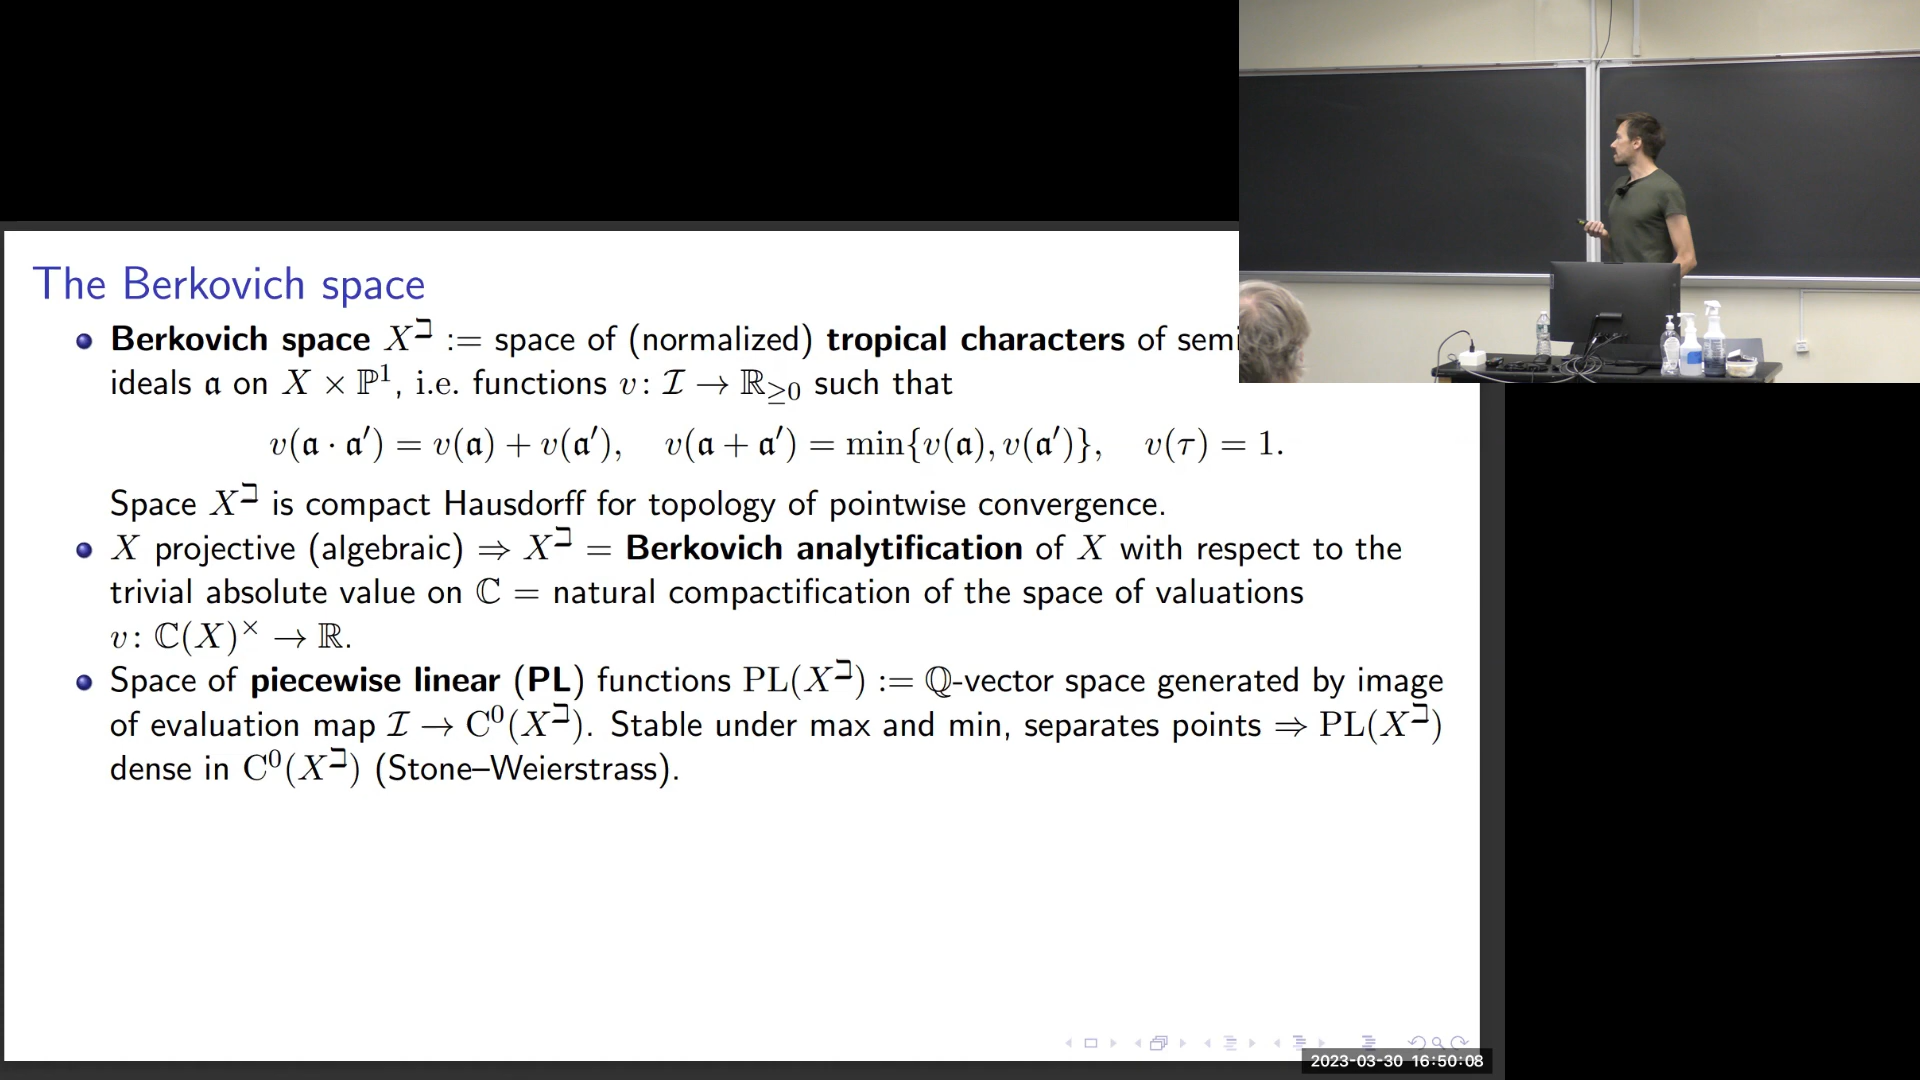 The Berkovich space
Berkovich space X^ℶ := space of (normalized) tropical characters of
ideals 𝔞 on X × ℙ¹, i.e. functions v: ℐ → ℝ≥0 such that
v(𝔞 · 𝔞′) = v(𝔞) + v(𝔞′), v(𝔞 + 𝔞′) = min{v(𝔞), v(𝔞′)}, v(τ) = 1.
Space X^ℶ is compact Hausdorff for topology of pointwise convergence.
X projective (algebraic) ⇒ X^ℶ = Berkovich analytification of X with respect to the
trivial absolute value on ℂ = natural compactification of the space of valuations
v: ℂ(X)^× → ℝ.
Space of piecewise linear (PL) functions PL(X^ℶ) := ℚ-vector space generated by image
of evaluation map ℐ → C⁰(X^ℶ). Stable under max and min, separates points ⇒ PL(X^ℶ)
dense in C⁰(X^ℶ) (Stone–Weierstrass).
2023-03-30 16:50:08